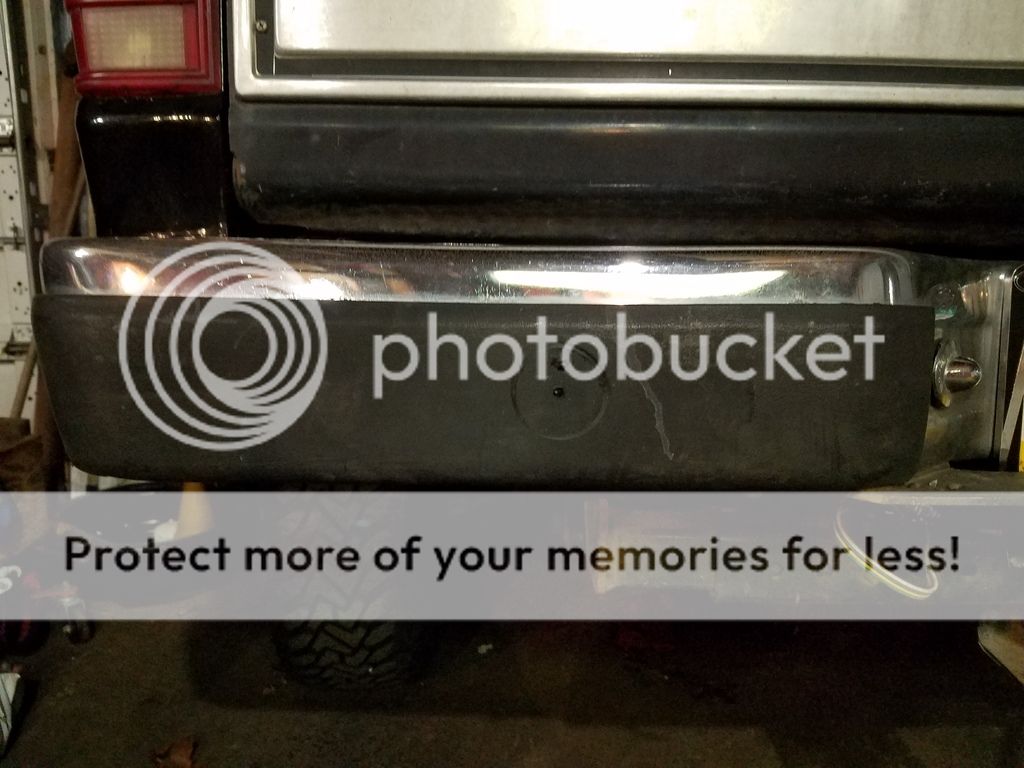 photobucket
Protect more of your memories for less!